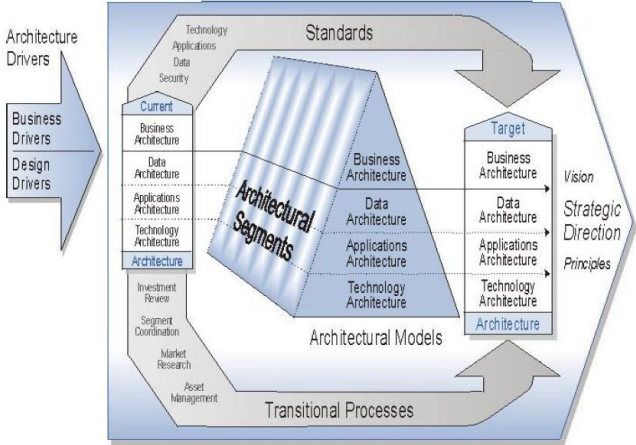 Architecture
Drivers
Business
Drivers
Design
Drivers
Technology
Applications
Data
Security
Standards
Current
Business
Architecture
Data
Architecture
Applications
Architecture
Technology
Architecture
Architecture
Investment
Review
Segment
Coordination
Market
Research
Asset
Management
Transitional Processes
Architectural
Segments
Business
Architecture
Data
Architecture
Applications
Architecture
Technology
Architecture
Architectural Models
Target
Business
Architecture
Data
Architecture
Applications
Architecture
Technology
Architecture
Architecture
Vision
Strategic
Direction
Principles